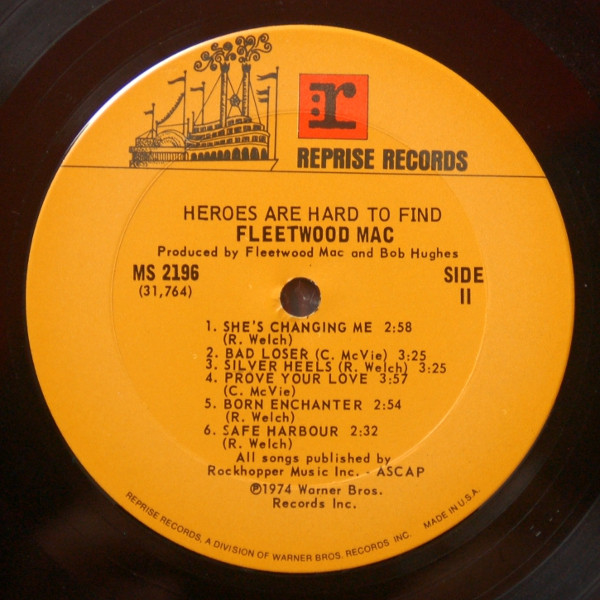 :r
REPRISE RECORDS
HEROES ARE HARD TO FIND
FLEETWOOD MAC
Produced by Fleetwood Mac and Bob Hughes
MS 2196
(31,764)
SIDE
II
1. SHE'S CHANGING ME 2:58
(R. Welch)
2. BAD LOSER (C. McVie) 3:25
3. SILVER HEELS (R. Welch) 3:25
4. PROVE YOUR LOVE 3:57
(C. McVie)
5. BORN ENCHANTER 2:54
(R. Welch)
6. SAFE HARBOUR 2:32
(R. Welch)
All songs published by
Rockhopper Music Inc. - ASCAP
℗1974 Warner Bros.
Records Inc.
REPRISE RECORDS, A DIVISION OF WARNER BROS. RECORDS INC. MADE IN U.S.A.